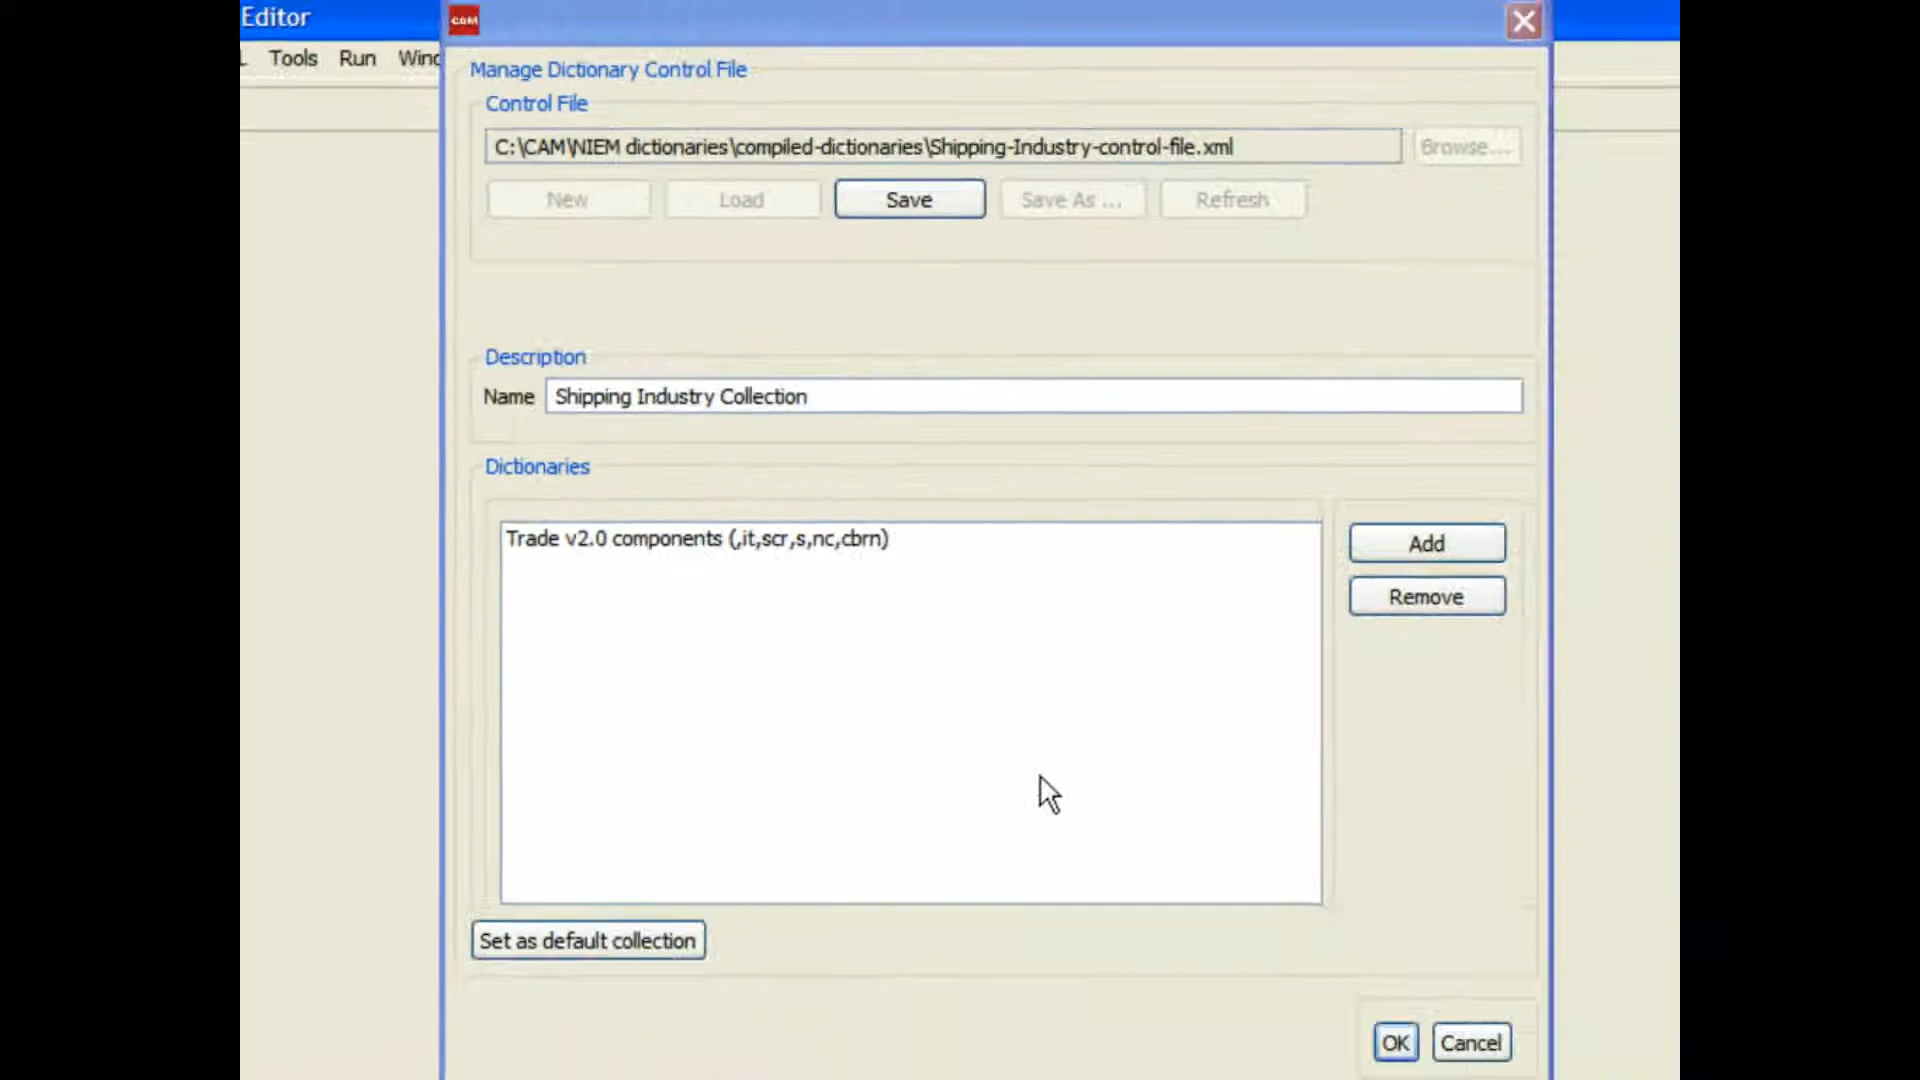 Editor
CAM
Tools Run Wind
Manage Dictionary Control File
Control File
C:\CAM\NIEM dictionaries\compiled-dictionaries\Shipping-Industry-control-file.xml
Browse...
New Load Save Save As ... Refresh
Description
Name Shipping Industry Collection
Dictionaries
Trade v2.0 components (,it,scr,s,nc,cbrn)
Add
Remove
Set as default collection
OK Cancel